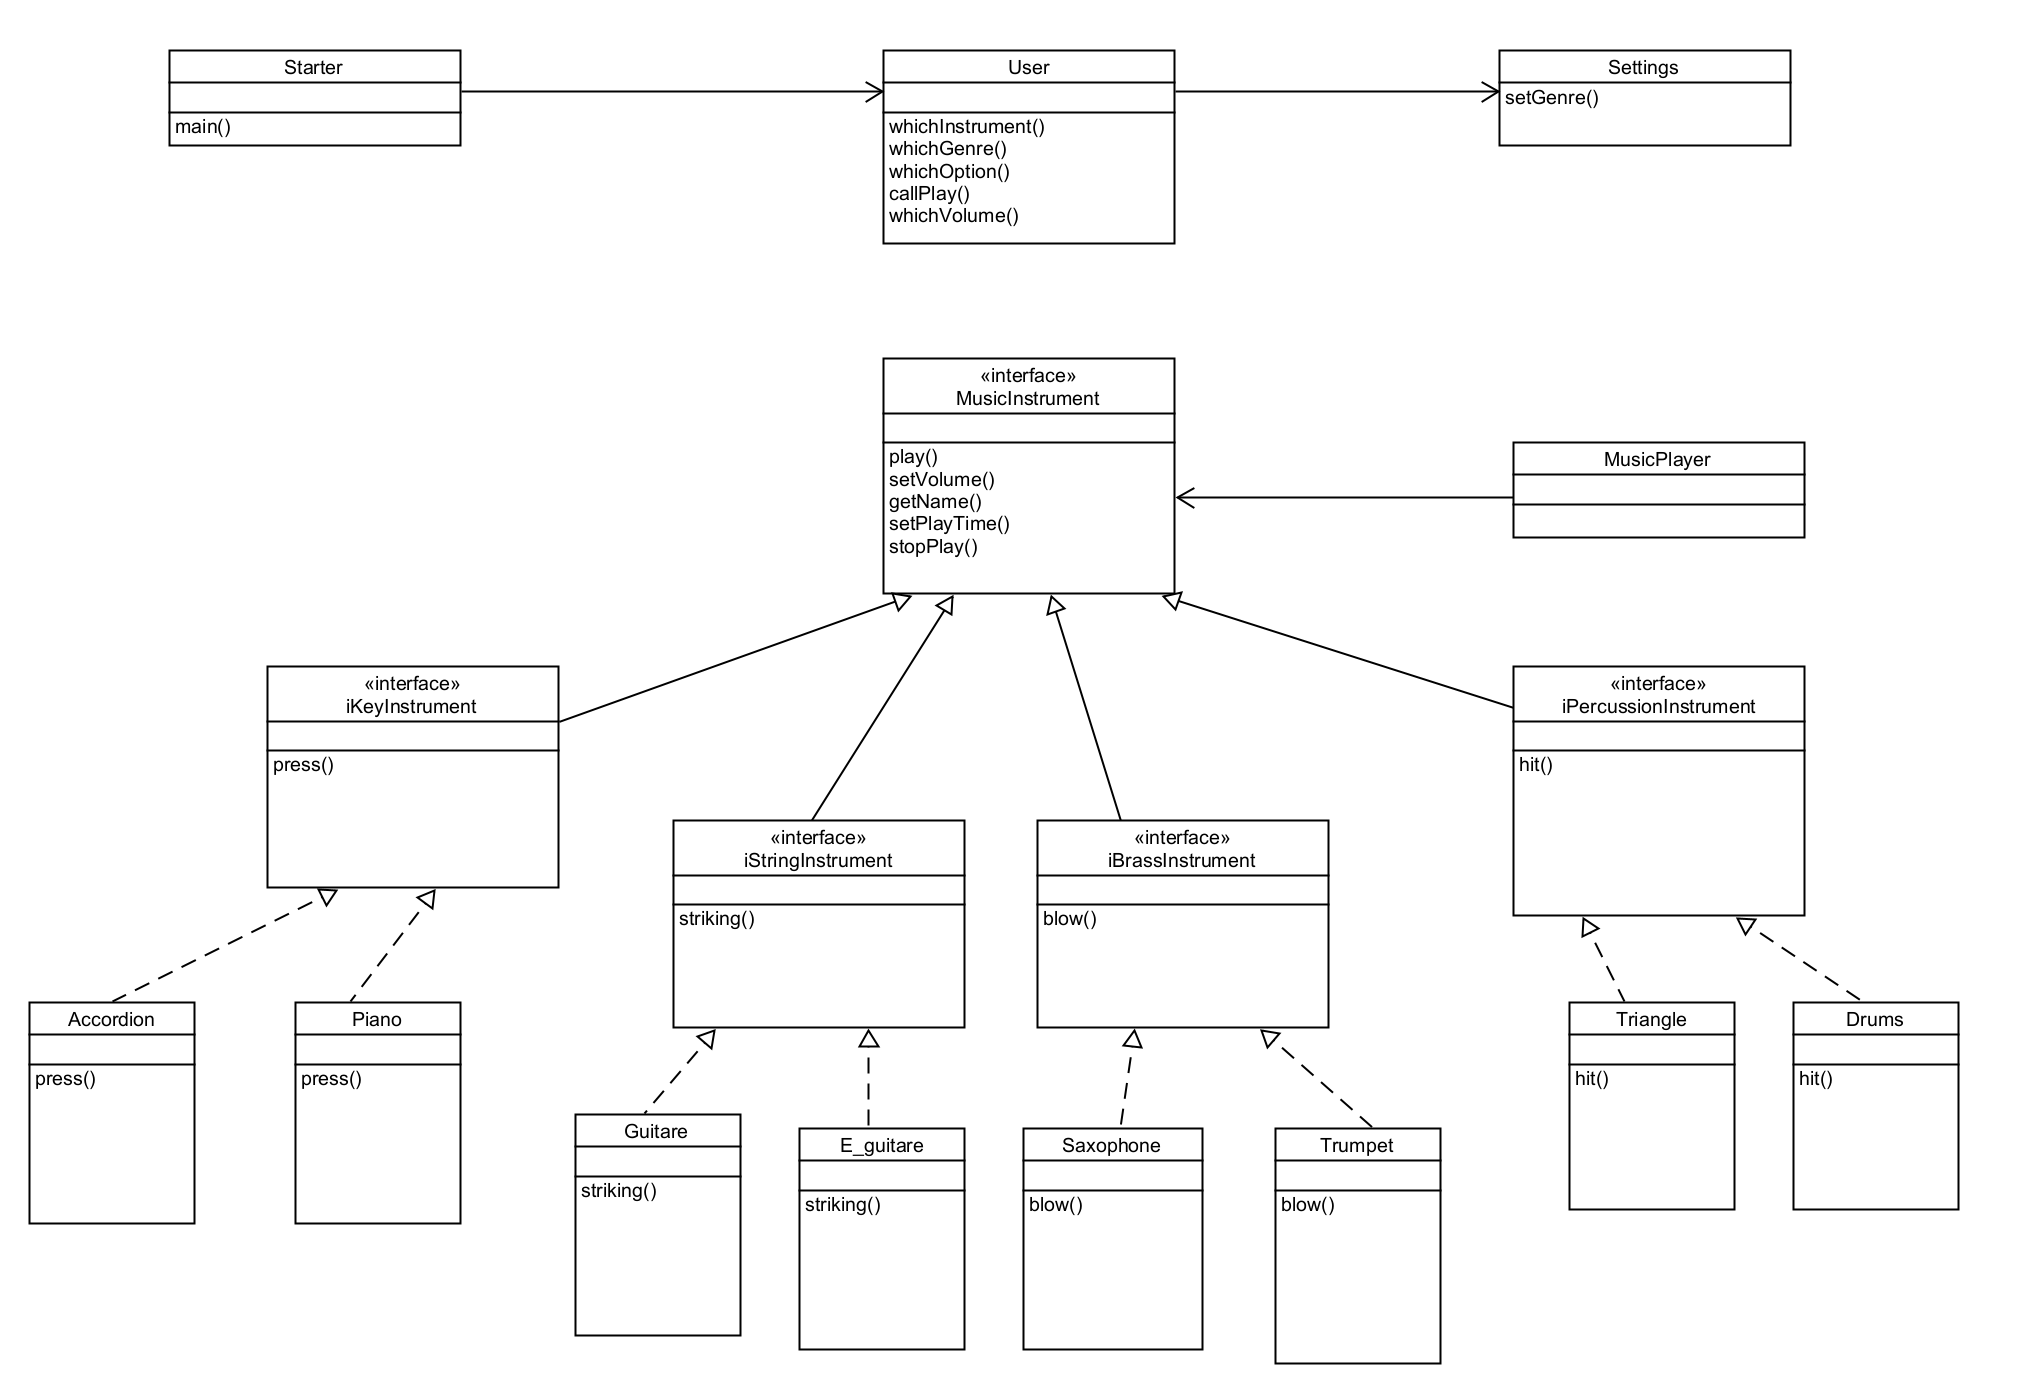 Starter
main()
User
whichInstrument()
whichGenre()
whichOption()
callPlay()
whichVolume()
Settings
setGenre()
«interface»
MusicInstrument
play()
setVolume()
getName()
setPlayTime()
stopPlay()
MusicPlayer
«interface»
iKeyInstrument
press()
«interface»
iStringInstrument
striking()
«interface»
iBrassInstrument
blow()
«interface»
iPercussionInstrument
hit()
Accordion
press()
Piano
press()
Guitare
striking()
E_guitare
striking()
Saxophone
blow()
Trumpet
blow()
Triangle
hit()
Drums
hit()